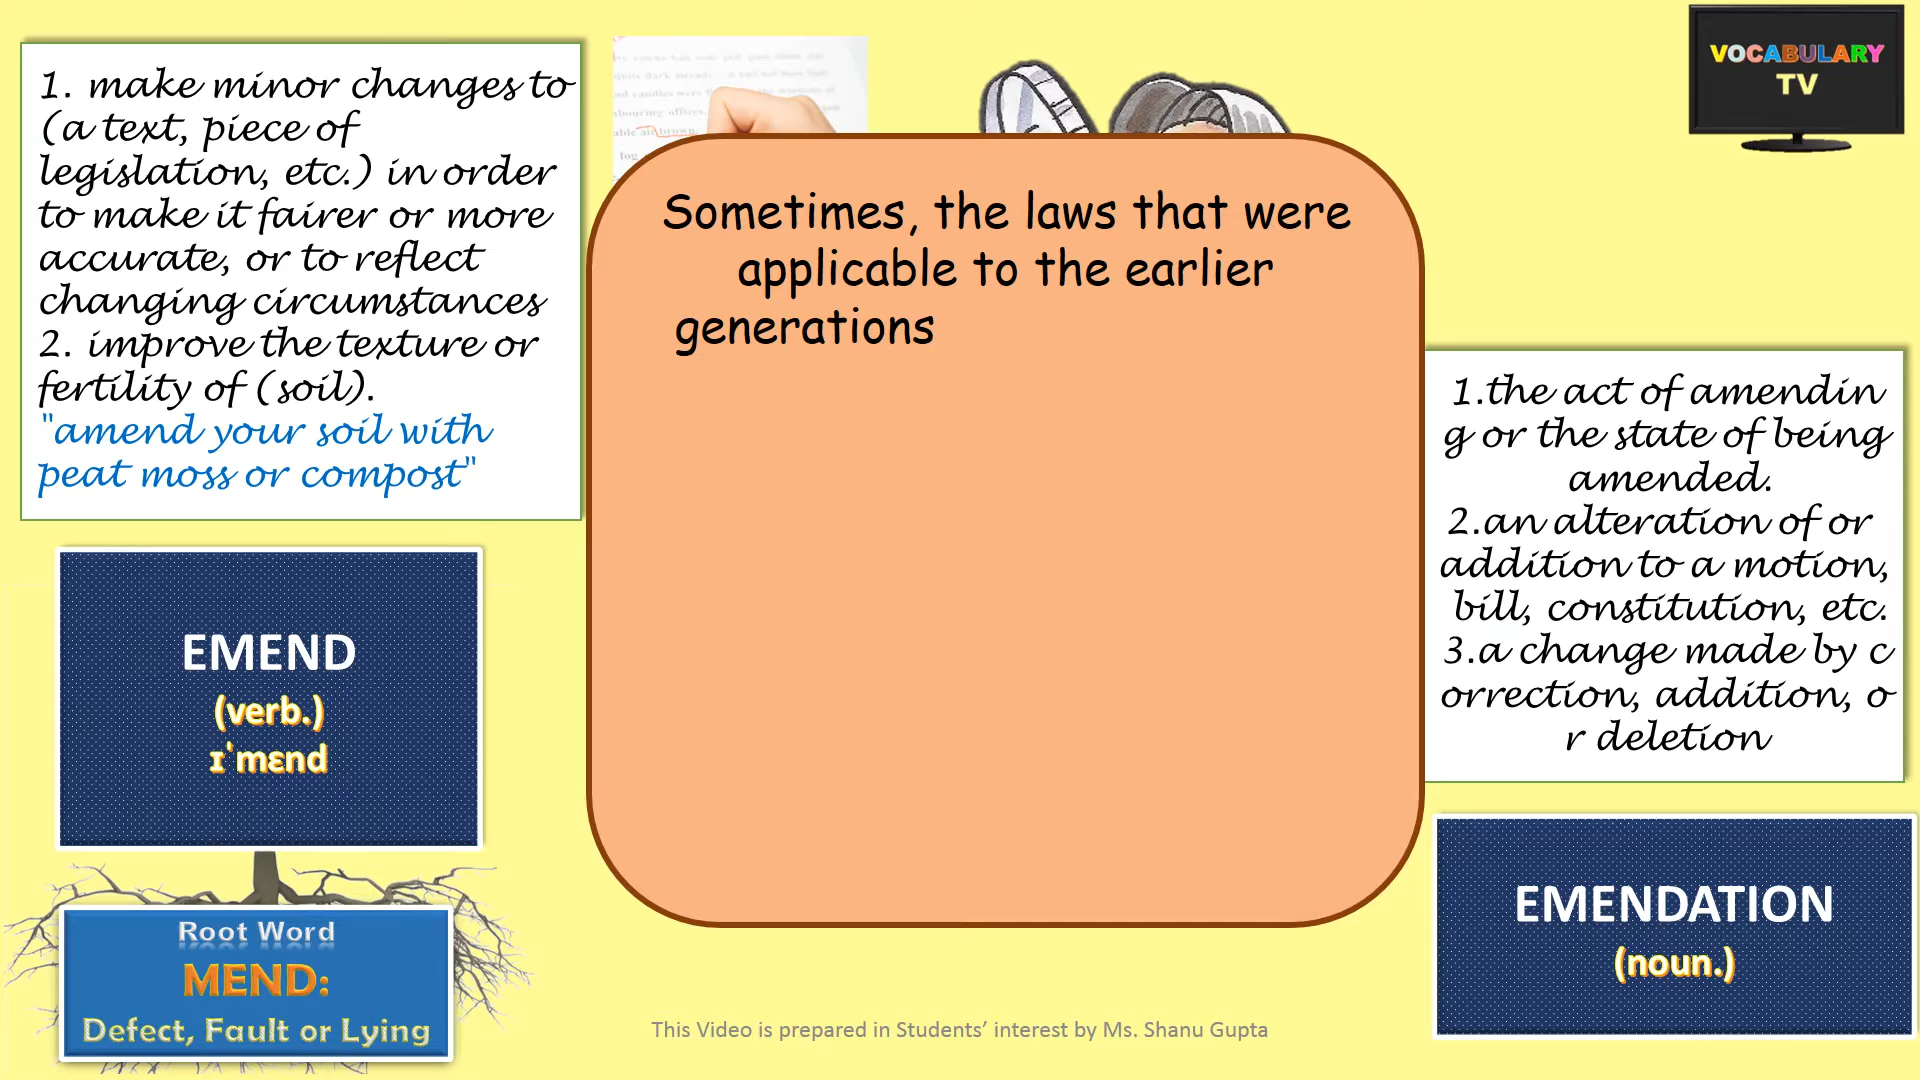 1. make minor changes to
(a text, piece of
legislation, etc.) in order
to make it fairer or more
accurate, or to reflect
changing circumstances
2. improve the texture or
fertility of (soil).
"amend your soil with
peat moss or compost"
EMEND
(verb.)
ɪˈmɛnd
Root Word
MEND:
Defect, Fault or Lying
able air brown.
fog
Sometimes, the laws that were
applicable to the earlier
generations
This Video is prepared in Students’ interest by Ms. Shanu Gupta
VOCABULARY
TV
1.the act of amendin
g or the state of being
amended.
2.an alteration of or
addition to a motion,
bill, constitution, etc.
3.a change made by c
orrection, addition, o
r deletion
EMENDATION
(noun.)